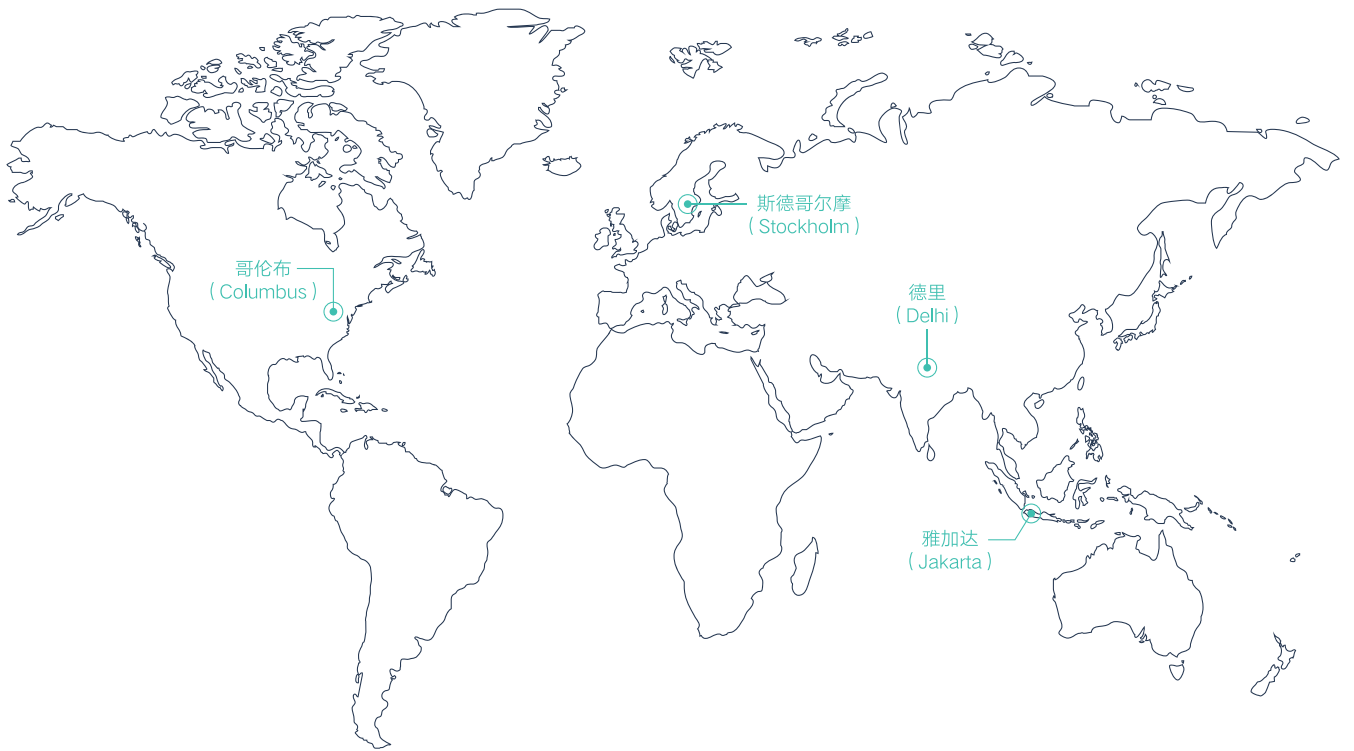 斯德哥尔摩
( Stockholm )
哥伦布
( Columbus )
德里
( Delhi )
雅加达
( Jakarta )